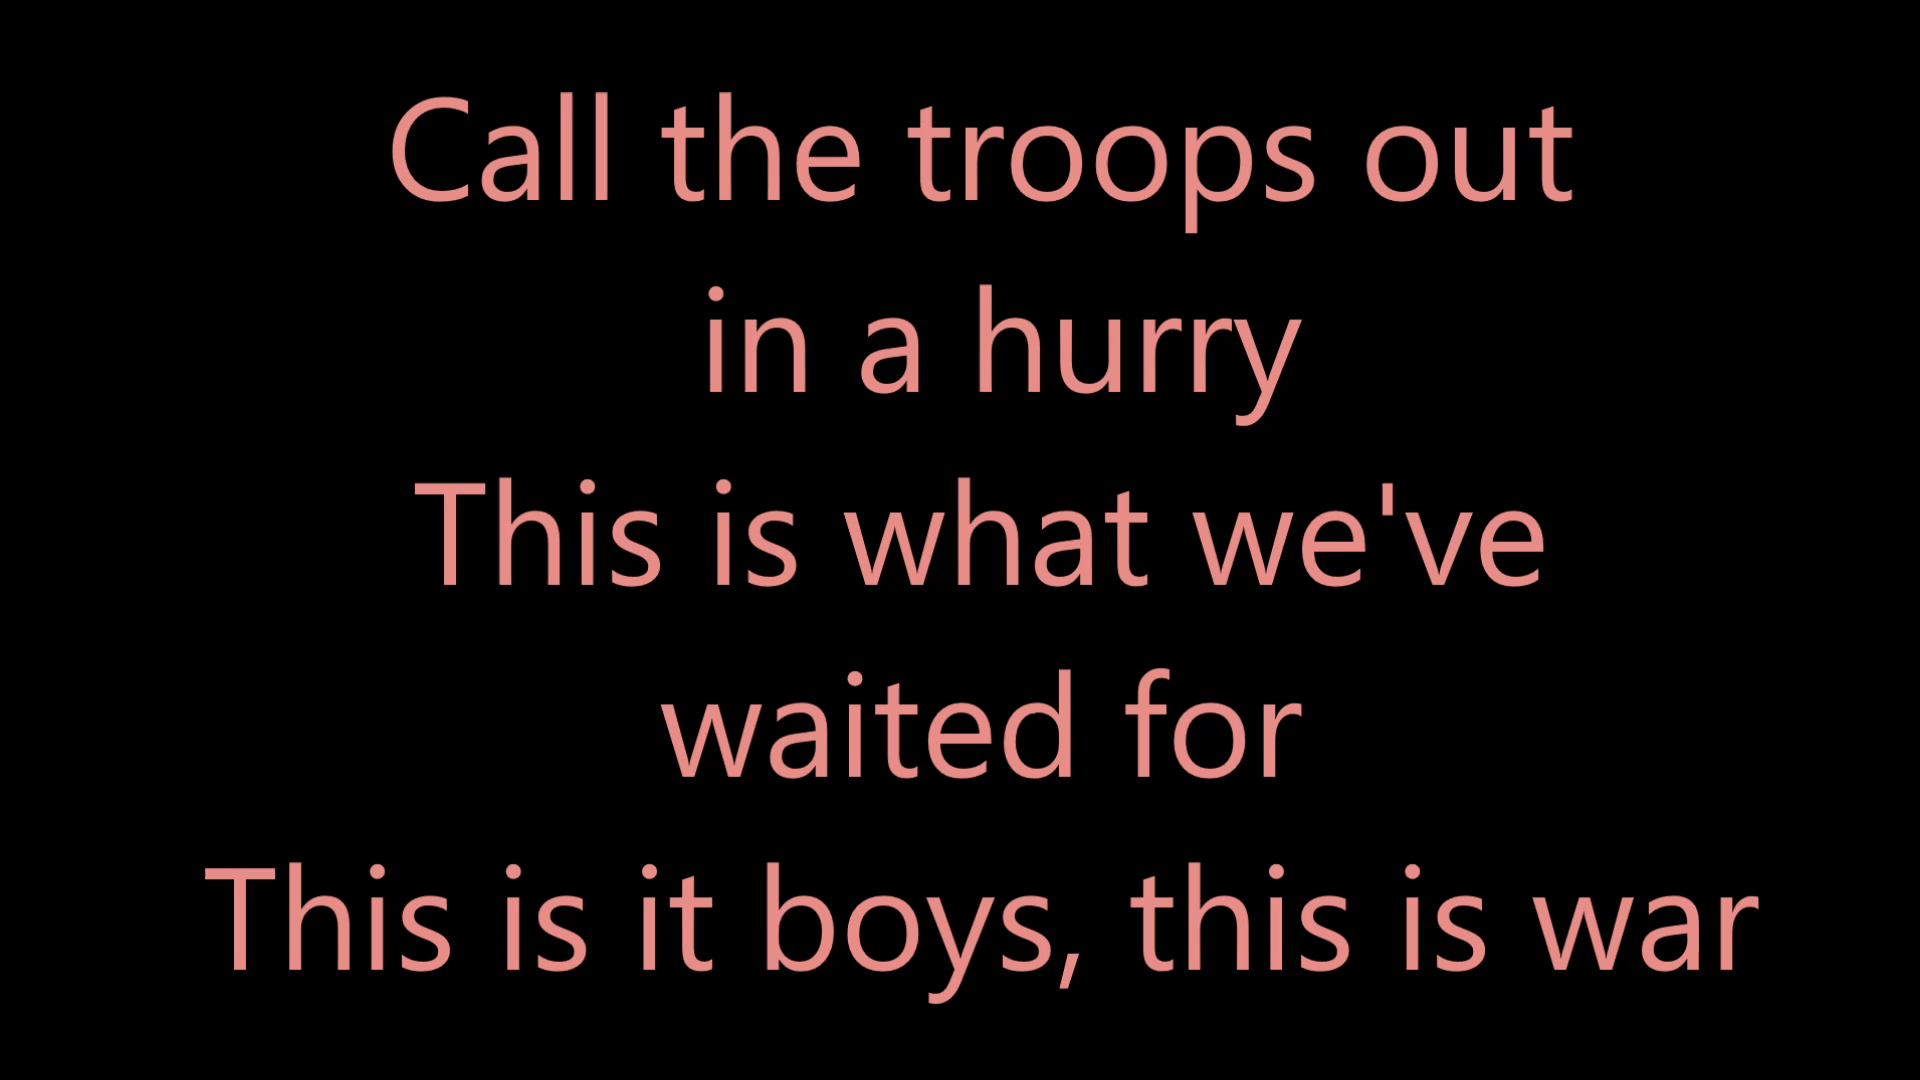 Call the troops out
in a hurry
This is what we've
waited for
This is it boys, this is war